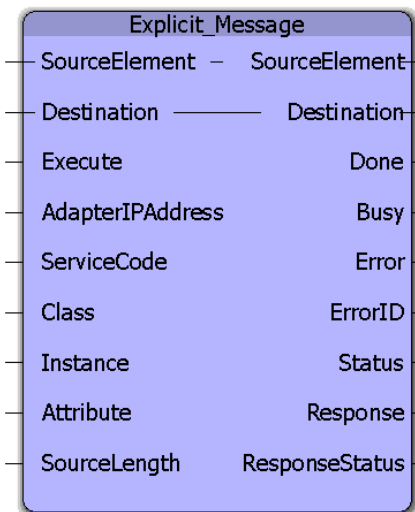 Explicit_Message
SourceElement SourceElement
Destination Destination
Execute Done
AdapterIPAddress Busy
ServiceCode Error
Class ErrorID
Instance Status
Attribute Response
SourceLength ResponseStatus